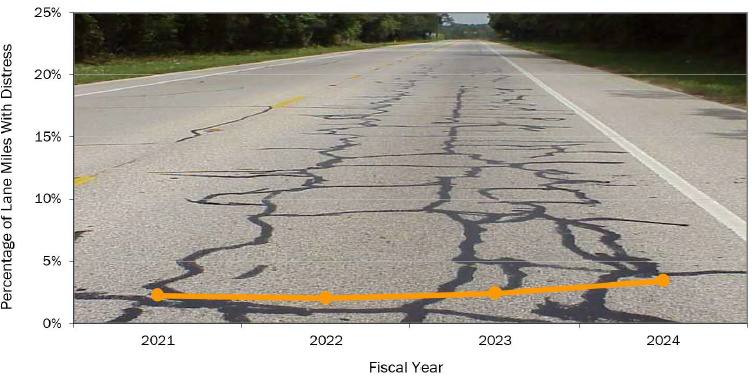 Percentage of Lane Miles With Distress
25%
20%
15%
10%
5%
0%
2021 2022 2023 2024
Fiscal Year